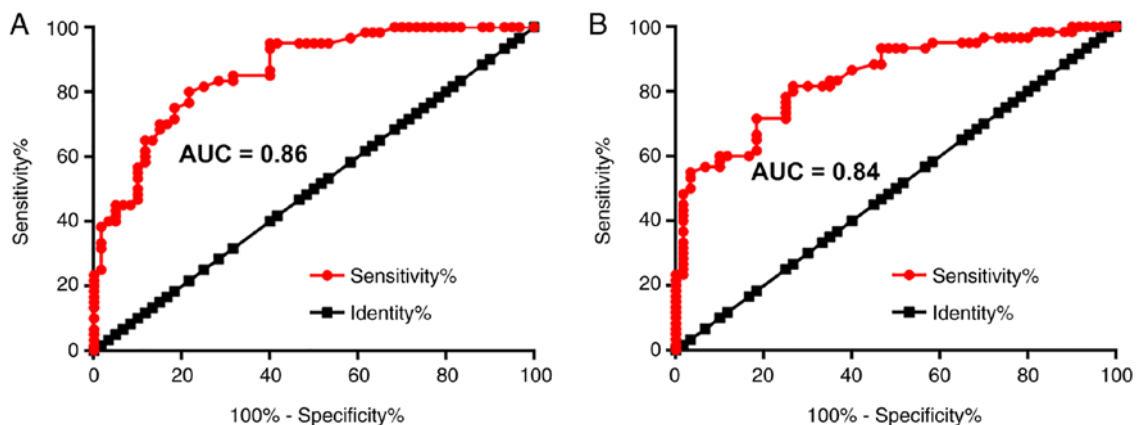 A
100
80
60
40
20
0
Sensitivity%
AUC = 0.86
Sensitivity%
Identity%
0 20 40 60 80 100
100% - Specificity%
B
100
80
60
40
20
0
Sensitivity%
AUC = 0.84
Sensitivity%
Identity%
0 20 40 60 80 100
100% - Specificity%